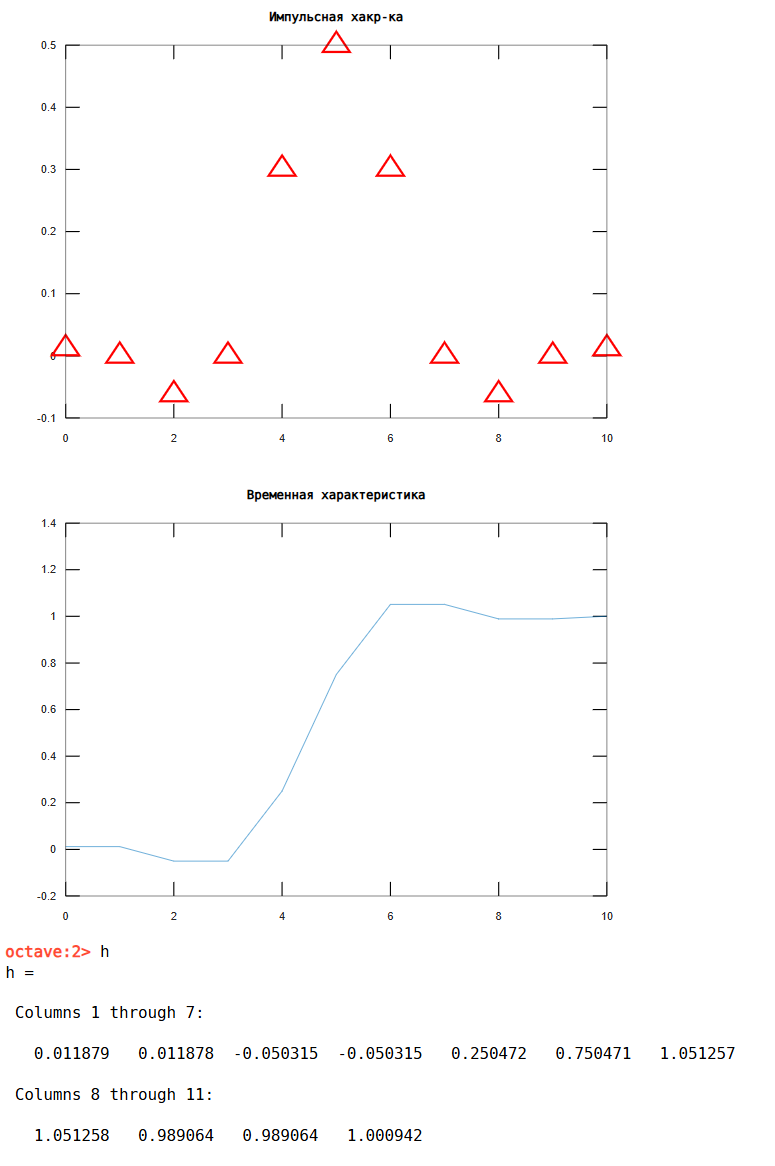 Импульсная хакр-ка
0.5
0.4
0.3
0.2
0.1
0
-0.1
0 2 4 6 8 10
Временная характеристика
1.4
1.2
1
0.8
0.6
0.4
0.2
0
-0.2
0 2 4 6 8 10
octave:2> h
h =
Columns 1 through 7:
0.011879 0.011878 -0.050315 -0.050315 0.250472 0.750471 1.051257
Columns 8 through 11:
1.051258 0.989064 0.989064 1.000942